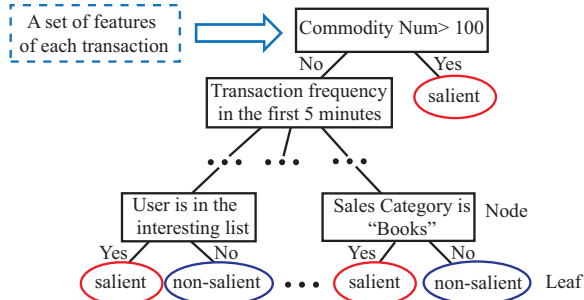 A set of features
of each transaction
Commodity Num> 100
No
Yes
Transaction frequency
in the first 5 minutes
salient
User is in the
interesting list
Sales Category is
“Books”
Node
Yes
No
Yes
No
salient
non-salient
salient
non-salient
Leaf